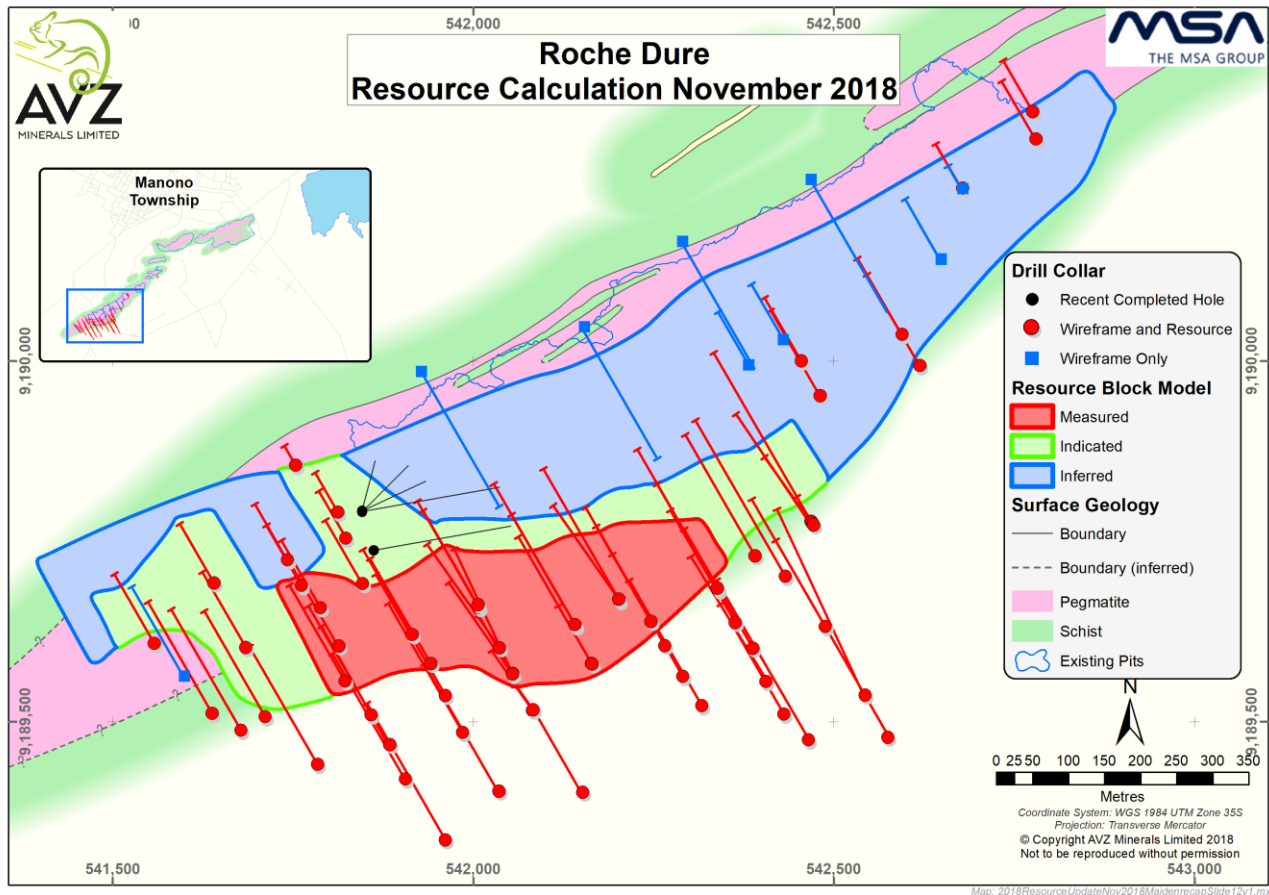 00
542,000
542,500
AVZ
MINERALS LIMITED
Roche Dure
Resource Calculation November 2018
MSA
THE MSA GROUP
Manono
Township
9,190,000
9,190,000
Drill Collar
Recent Completed Hole
Wireframe and Resource
Wireframe Only
Resource Block Model
Measured
Indicated
Inferred
Surface Geology
Boundary
Boundary (inferred)
Pegmatite
Schist
Existing Pits
?
?
?
9,189,500
9,189,500
N
0 25 50 100 150 200 250 300 350
Metres
Coordinate System: WGS 1984 UTM Zone 35S
Projection: Transverse Mercator
© Copyright AVZ Minerals Limited 2018
Not to be reproduced without permission
541,500
542,000
542,500
543,000
Map: 2018ResourceUpdateNov2018MaidenrecapSlide12v1.mx